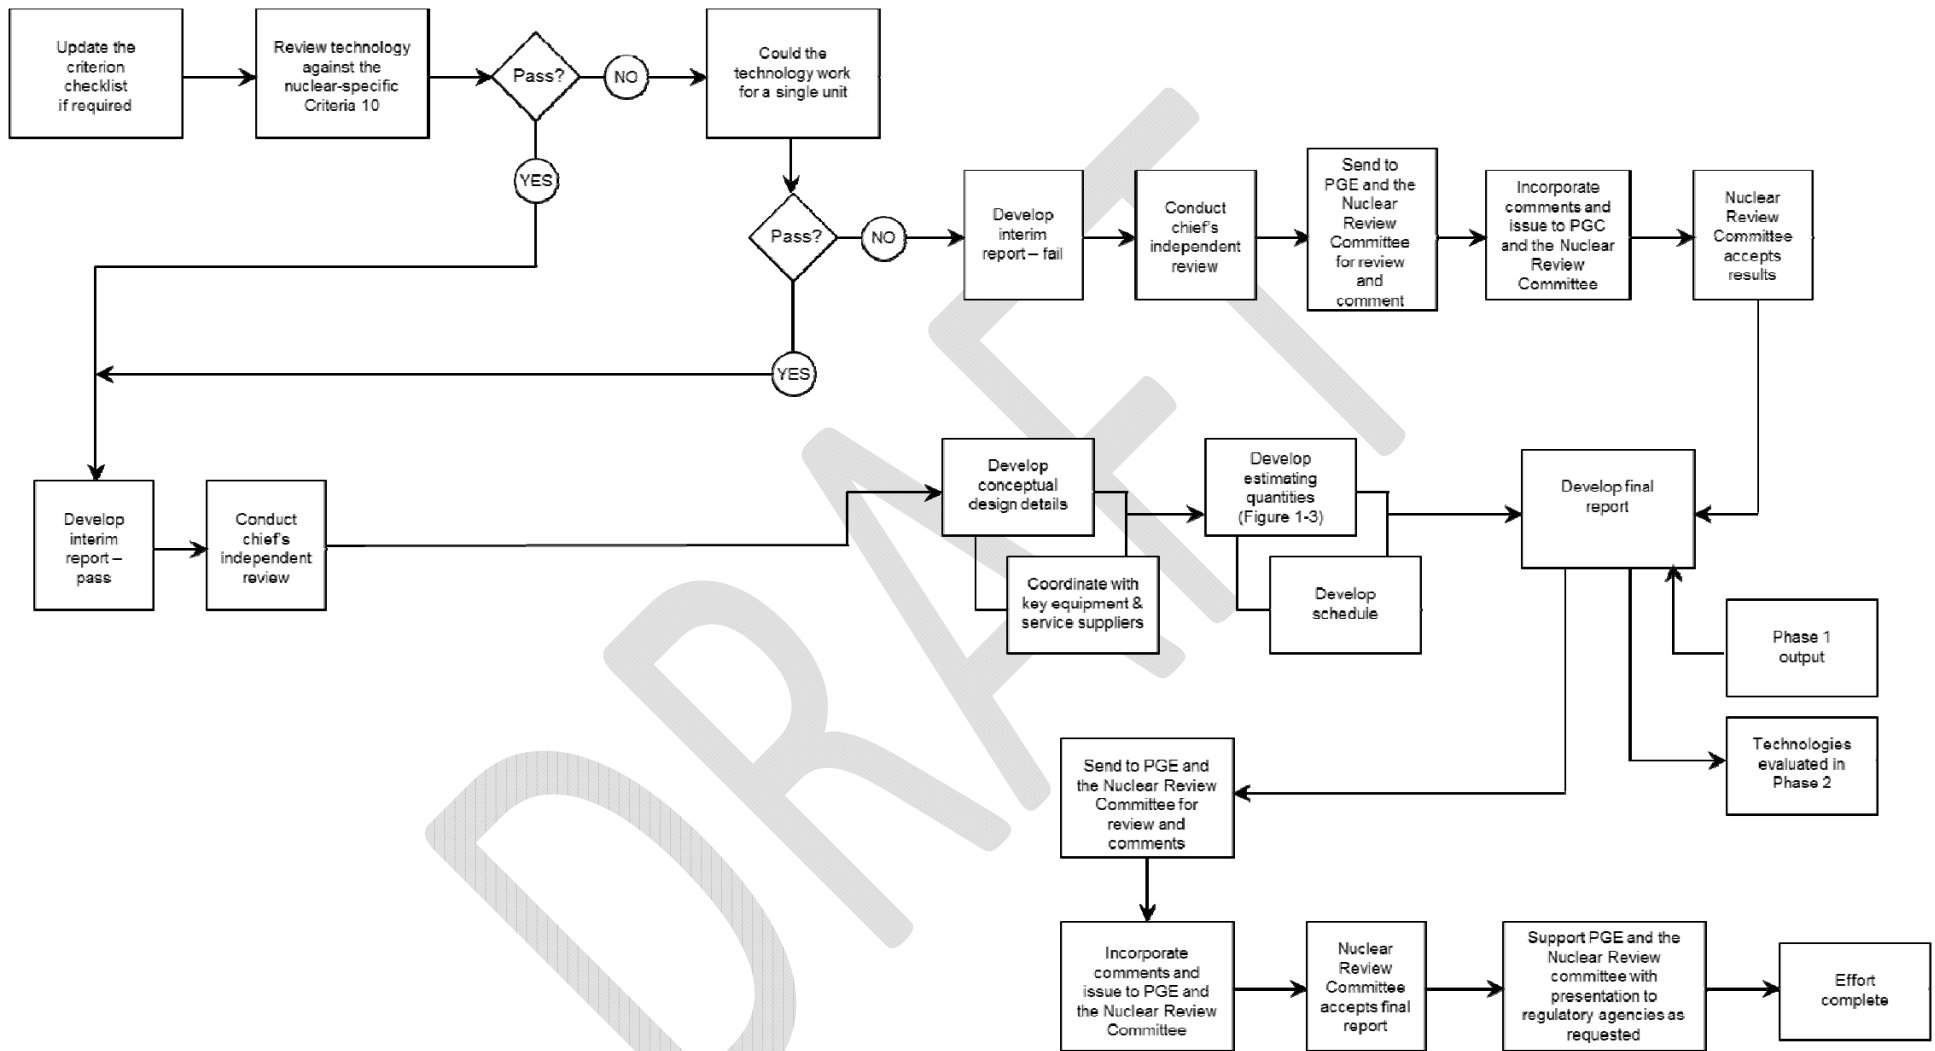 Update the
criterion
checklist
if required
Review technology
against the
nuclear-specific
Criteria 10
Pass?
NO
Could the
technology work
for a single unit
YES
Pass?
NO
Develop
interim
report – fail
Conduct
chief's
independent
review
Send to
PGE and the
Nuclear
Review
Committee
for review
and
comment
Incorporate
comments and
issue to PGC
and the Nuclear
Review
Committee
Nuclear
Review
Committee
accepts
results
YES
Develop
interim
report –
pass
Conduct
chief's
independent
review
Develop
conceptual
design details
Coordinate with
key equipment &
service suppliers
Develop
estimating
quantities
(Figure 1-3)
Develop
schedule
Develop final
report
Phase 1
output
Technologies
evaluated in
Phase 2
Send to PGE and
the Nuclear Review
Committee for
review and
comments
Incorporate
comments and
issue to PGE and
the Nuclear Review
Committee
Nuclear
Review
Committee
accepts final
report
Support PGE and the
Nuclear Review
committee with
presentation to
regulatory agencies as
requested
Effort
complete
DRAFT